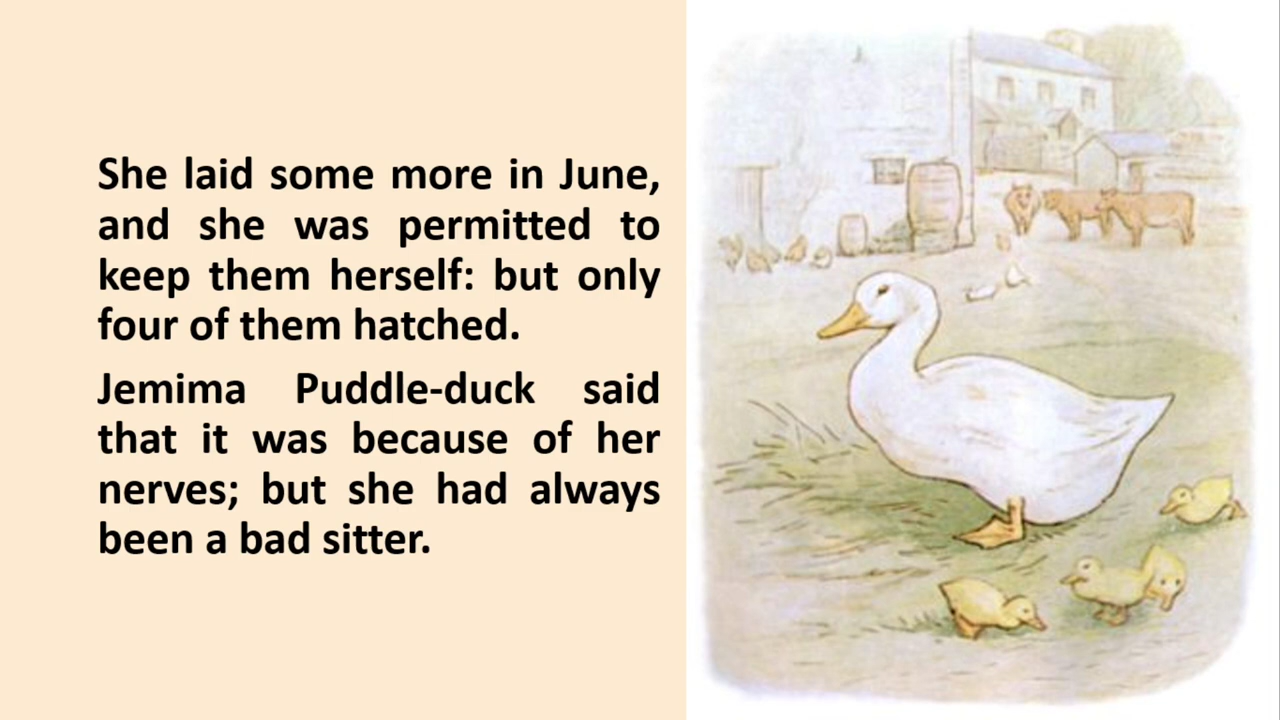 She laid some more in June,
and she was permitted to
keep them herself: but only
four of them hatched.
Jemima Puddle-duck said
that it was because of her
nerves; but she had always
been a bad sitter.